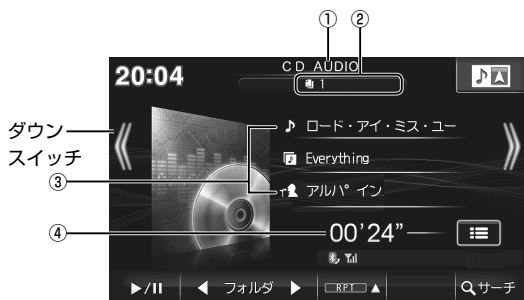 ① ②
CD AUDIO
20:04
1
ダウン
スイッチ
ロード・アイ・ミス・ユー
Everything
③
アルパイン
④
00'24”
▶/II ◀ フォルダ ▶ RPT ▲ サーチ